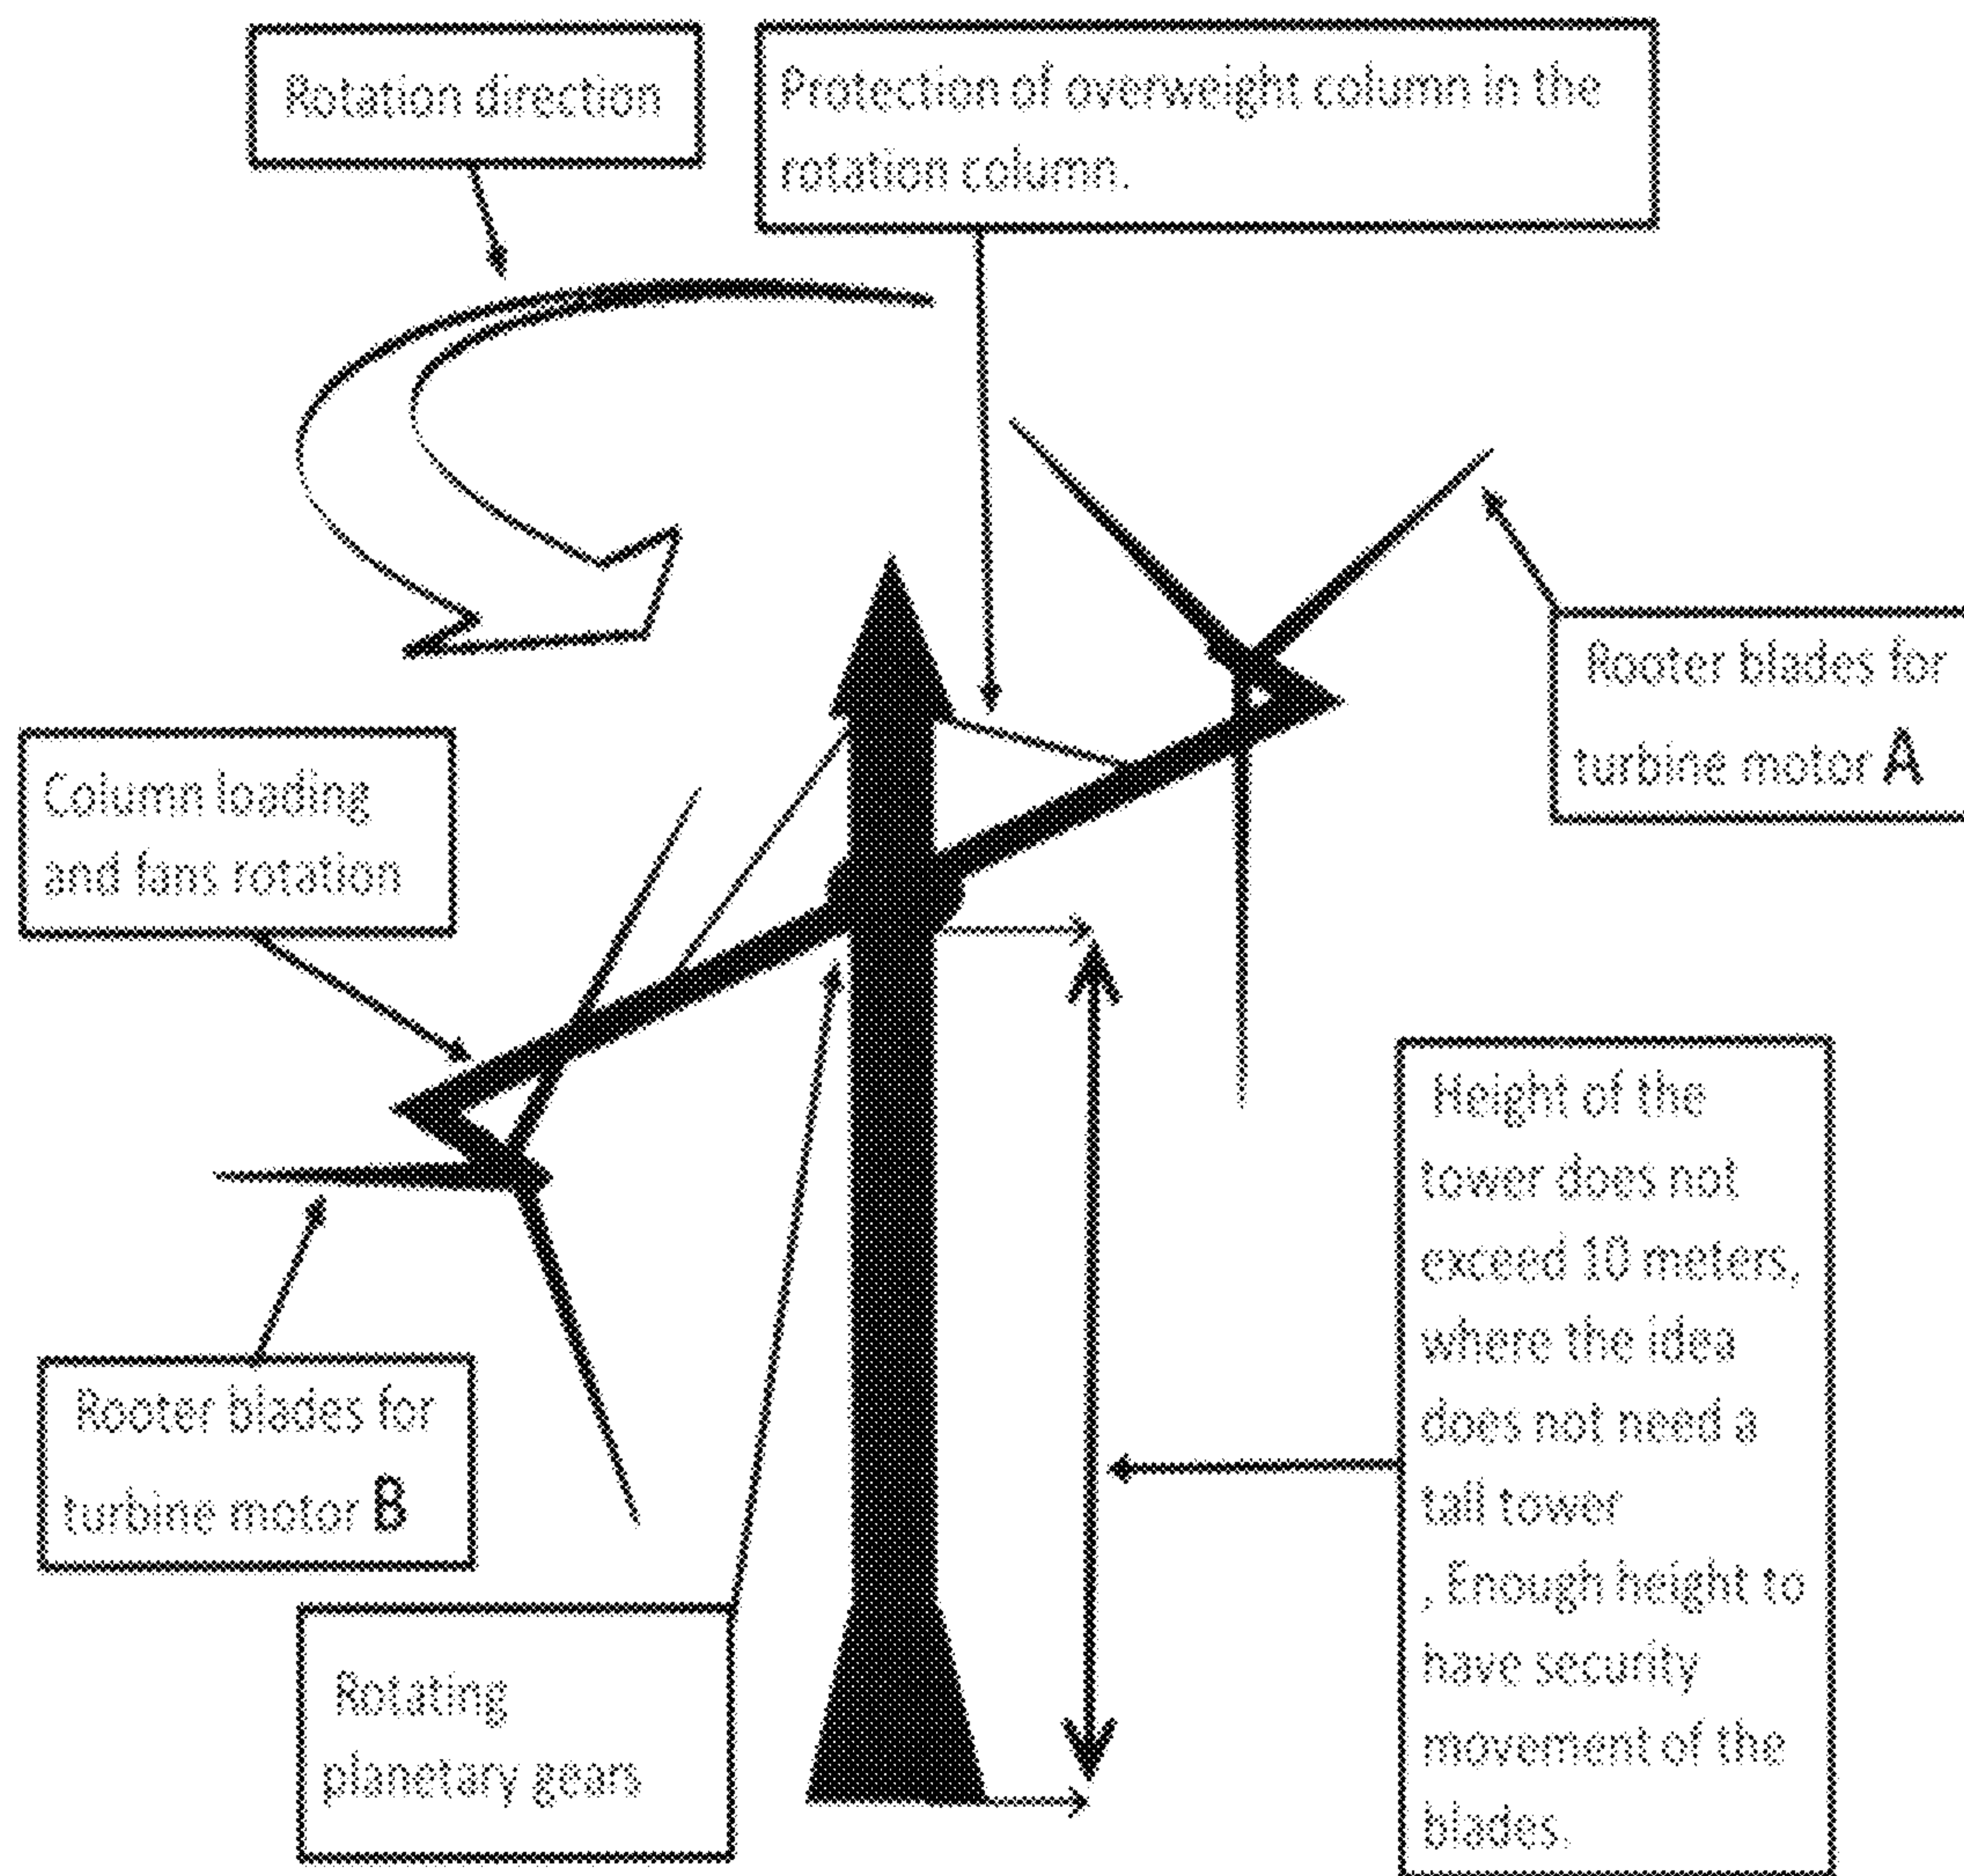 Rotation direction
Protection of overweight column in the
rotation column.
Rooter blades for
turbine motor A
Column loading
and fans rotation
Height of the
tower does not
exceed 10 meters,
where the idea
does not need a
tall tower
, Enough height to
have security
movement of the
blades.
Rooter blades for
turbine motor B
Rotating
planetary gears